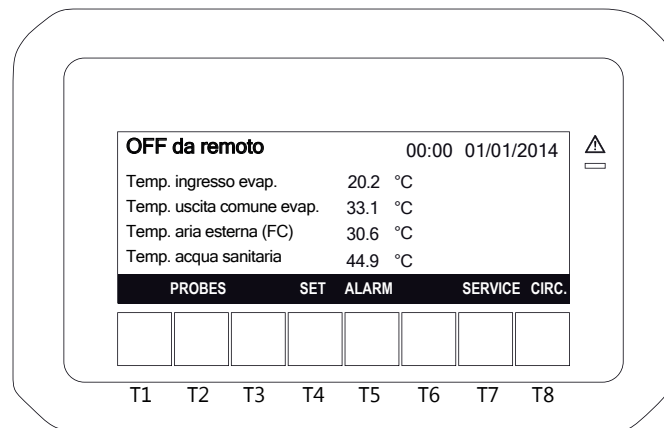 OFF da remoto 00:00 01/01/2014
Temp. ingresso evap. 20.2 °C
Temp. uscita comune evap. 33.1 °C
Temp. aria esterna (FC) 30.6 °C
Temp. acqua sanitaria 44.9 °C
PROBES SET ALARM SERVICE CIRC.
T1 T2 T3 T4 T5 T6 T7 T8